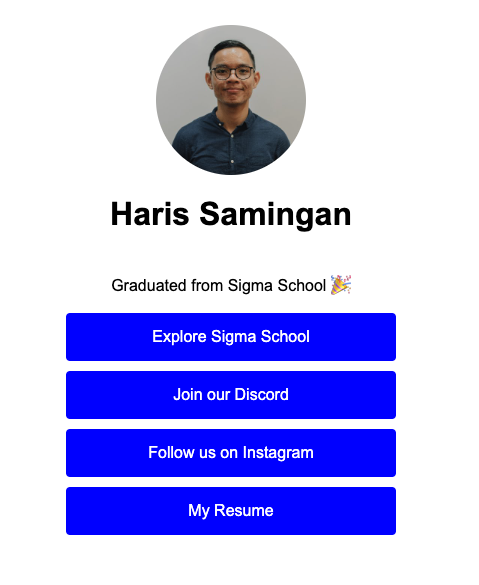 Haris Samingan
Graduated from Sigma School 🎉
Explore Sigma School
Join our Discord
Follow us on Instagram
My Resume